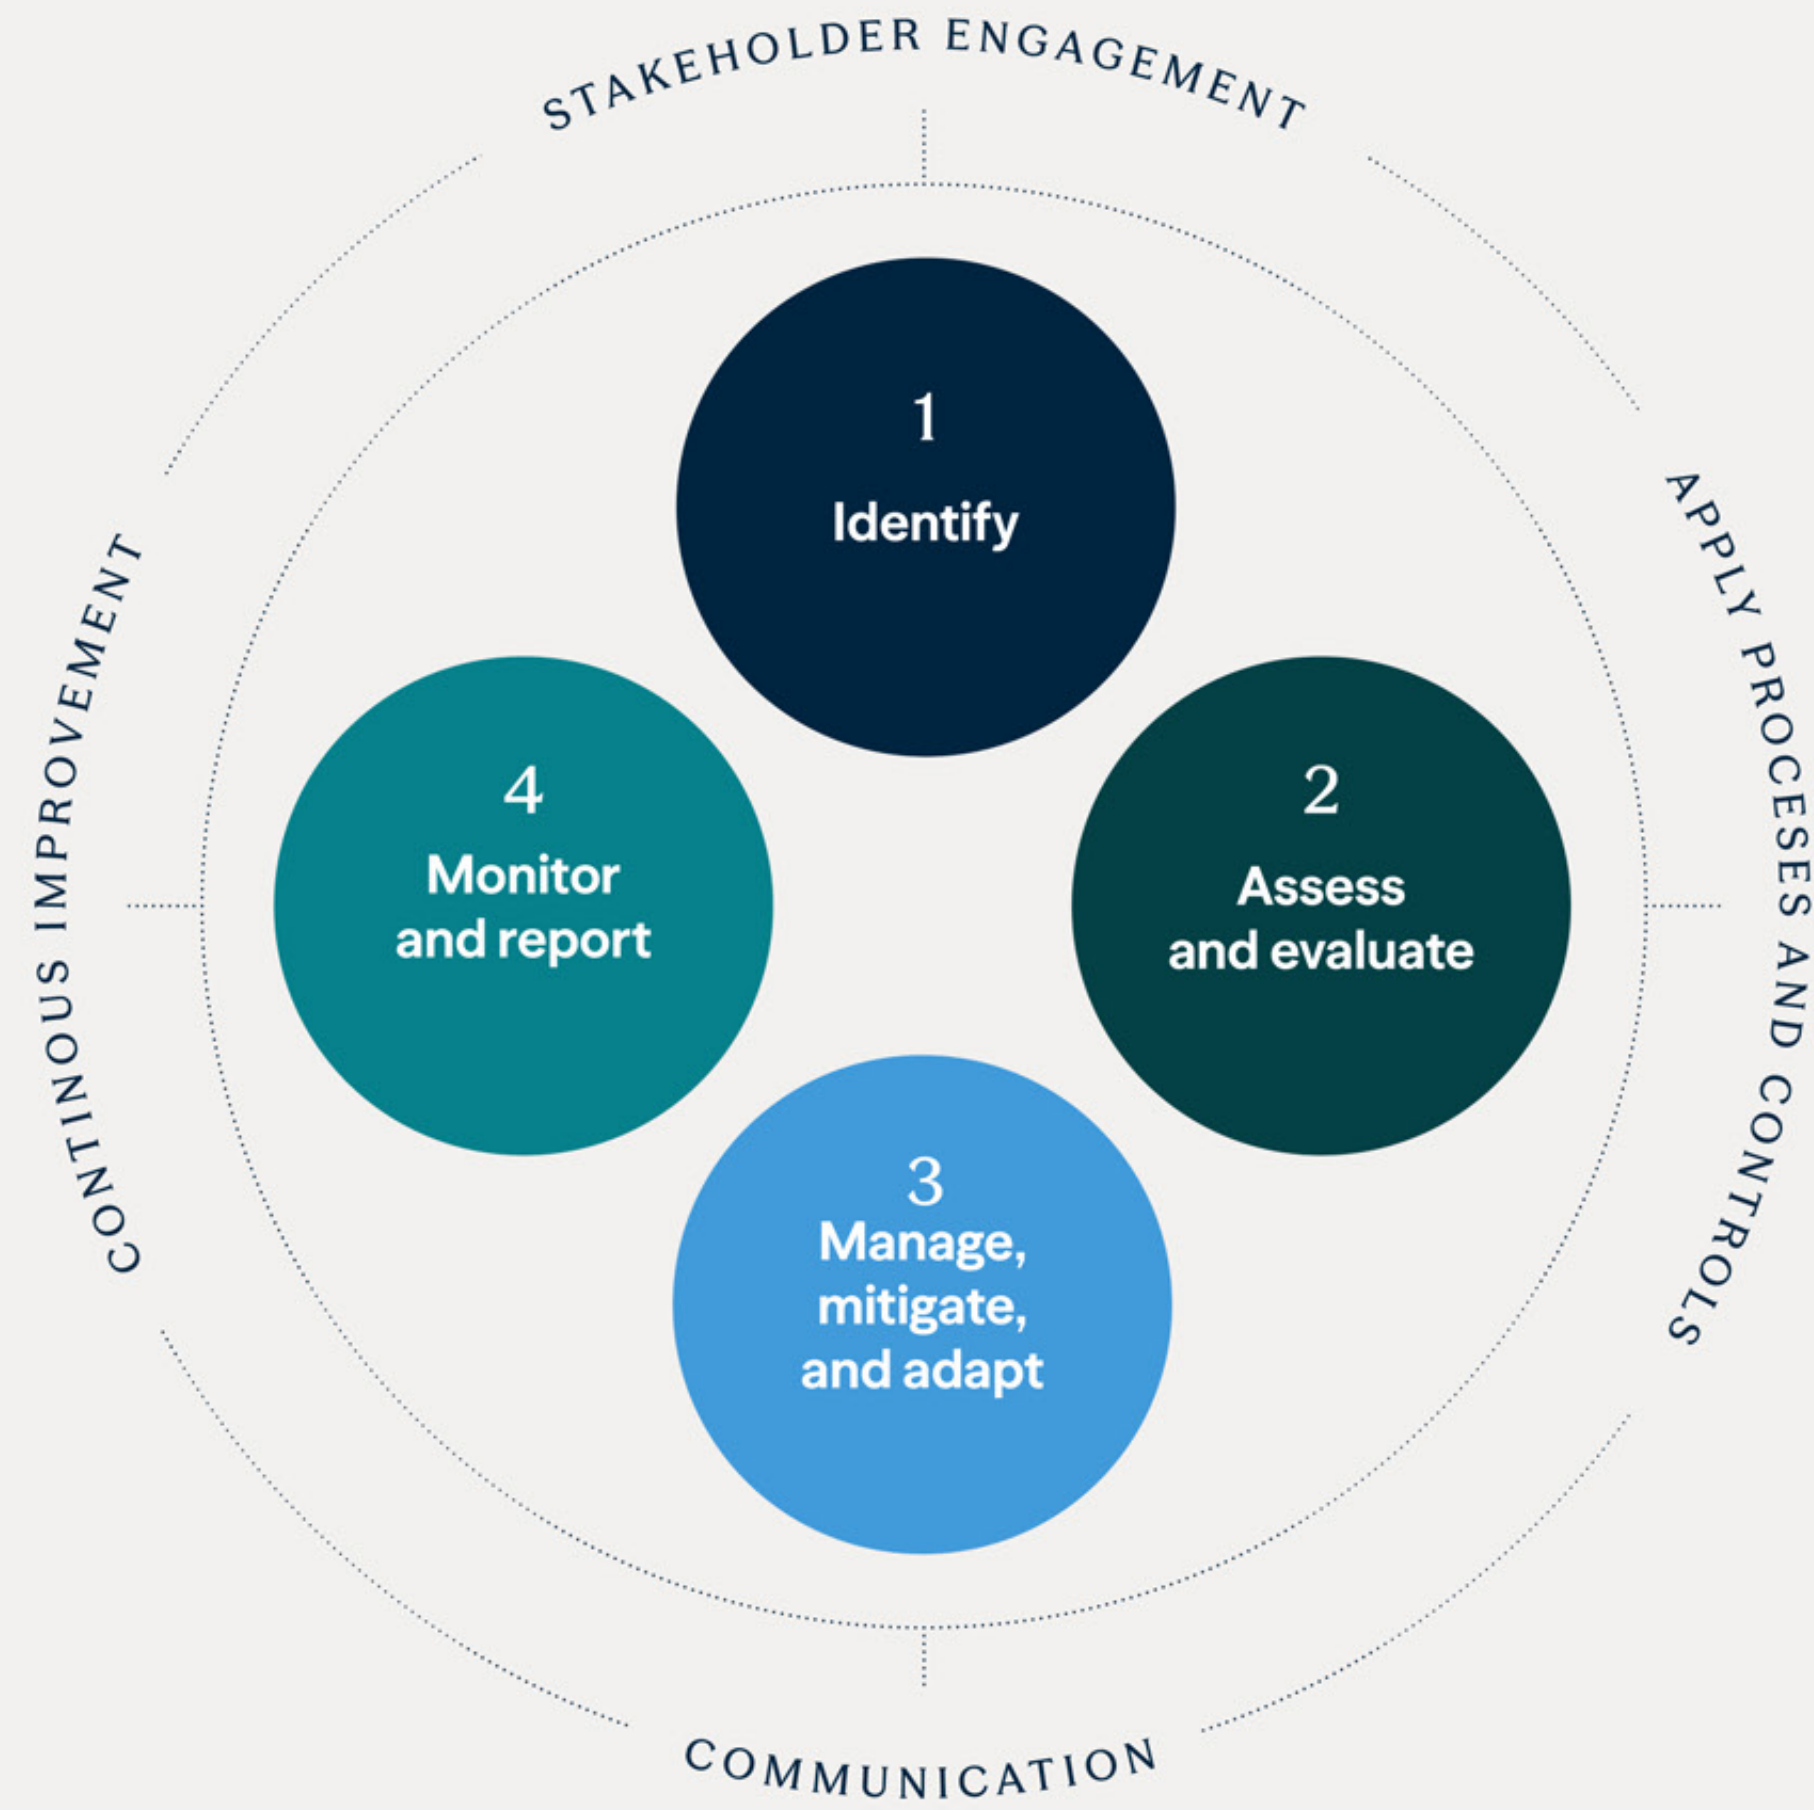 STAKEHOLDER ENGAGEMENT
1
Identify
2
Assess
and evaluate
3
Manage,
mitigate,
and adapt
4
Monitor
and report
APPLY PROCESES AND CONTROLS
COMMUNICATION
CONTINOUS IMPROVEMENT